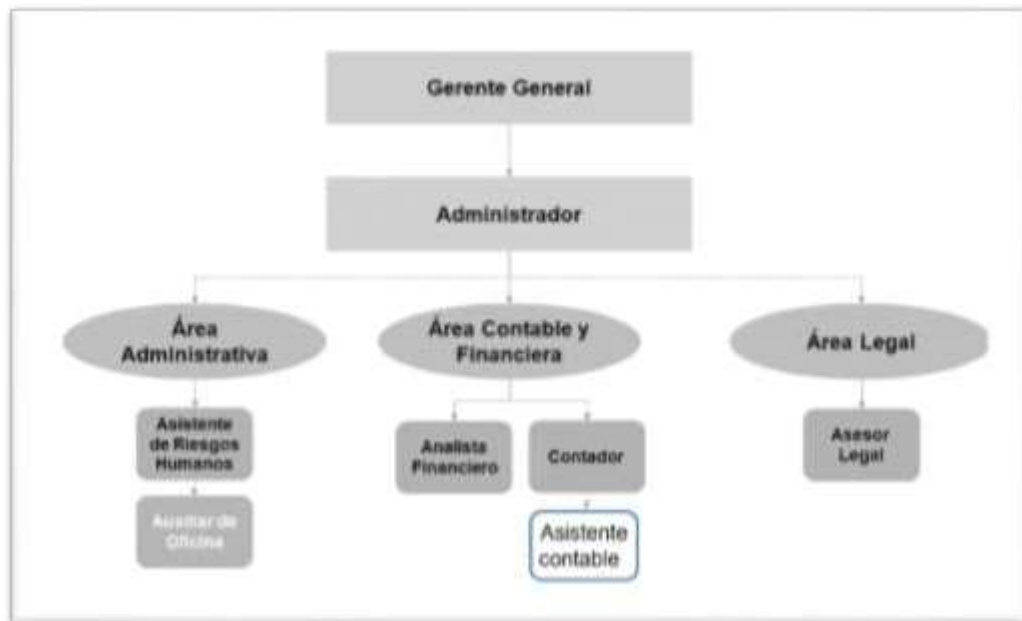 Gerente General
Administrador
Área
Administrativa
Área Contable y
Financiera
Área Legal
Asistente
de Riesgos
Humanos
Analista
Financiero
Contador
Asesor
Legal
Auxiliar de
Oficina
Asistente
contable